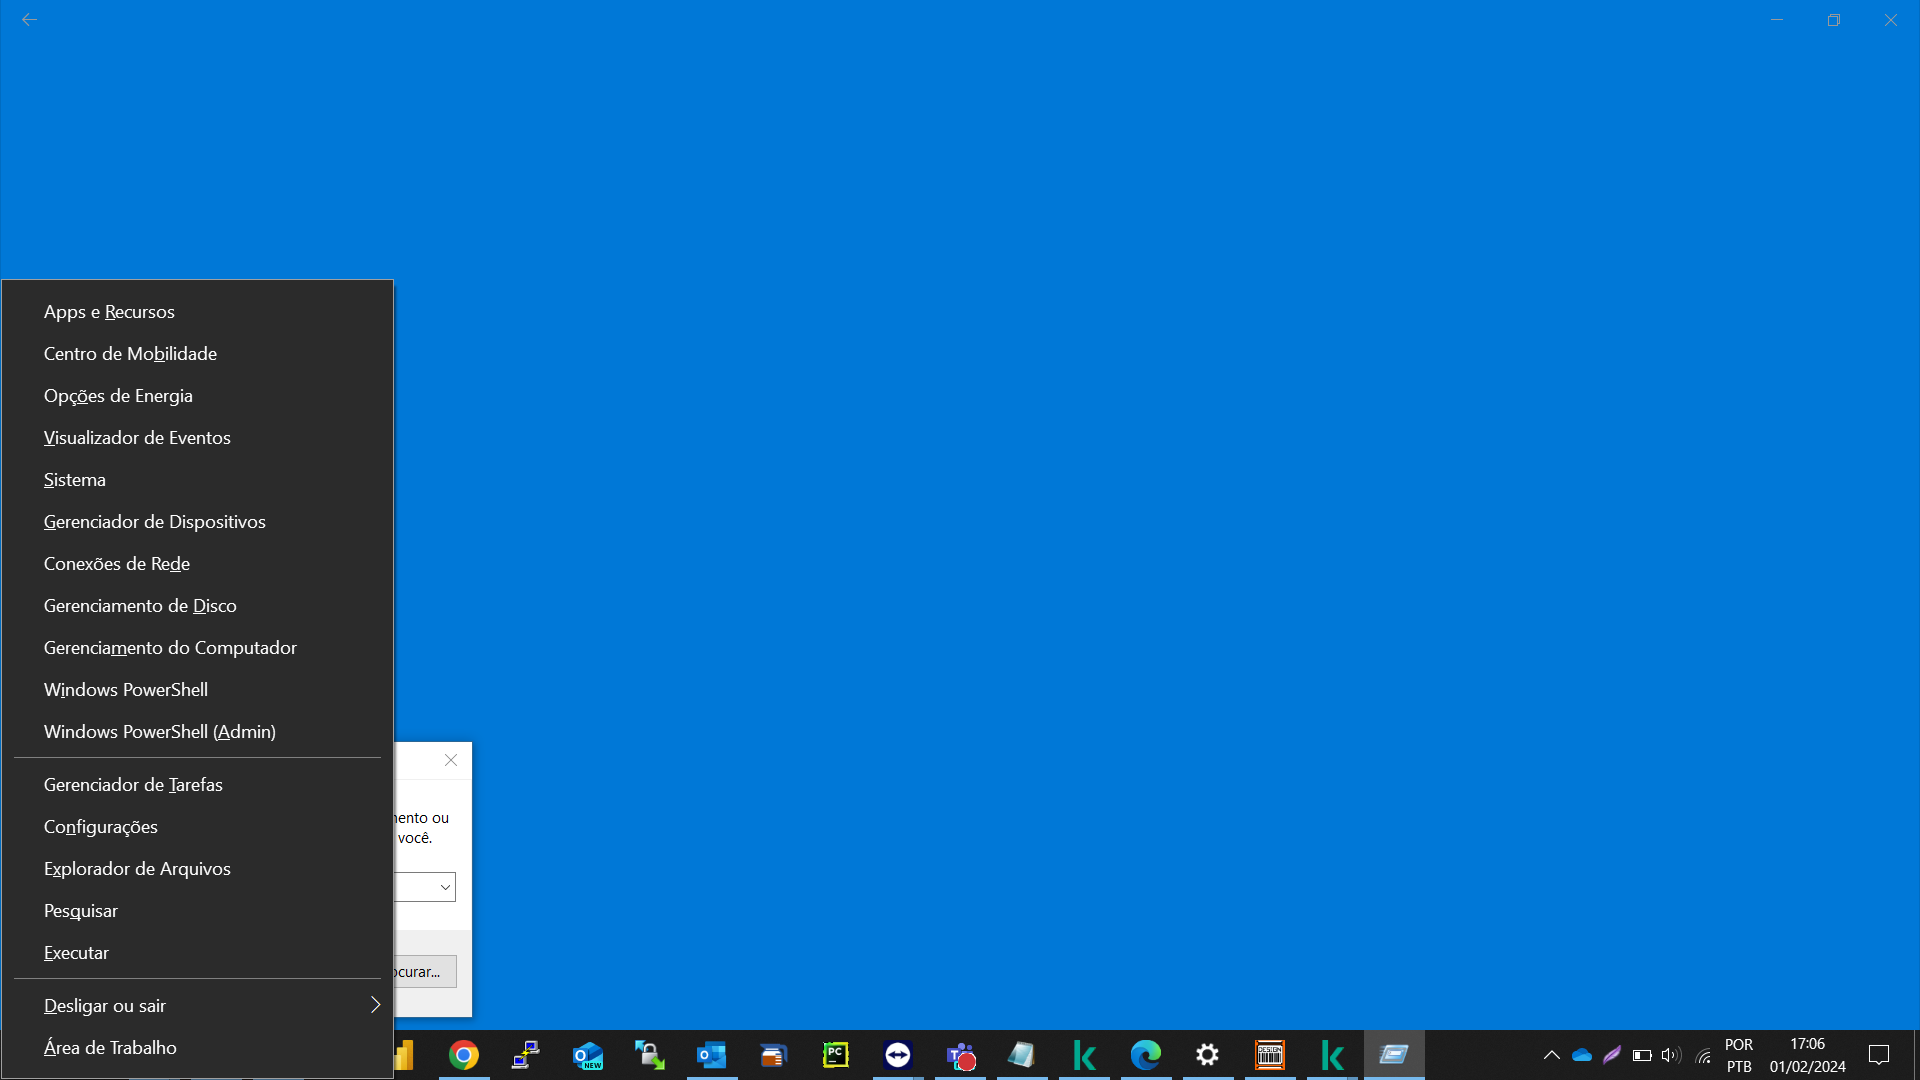 Apps e Recursos
Centro de Mobilidade
Opções de Energia
Visualizador de Eventos
Sistema
Gerenciador de Dispositivos
Conexões de Rede
Gerenciamento de Disco
Gerenciamento do Computador
Windows PowerShell
Windows PowerShell (Admin)
Gerenciador de Tarefas
Configurações
Explorador de Arquivos
Pesquisar
Executar
Desligar ou sair
Área de Trabalho
mento ou
você.
ocurar...
O
NEW
O
PC
T
DESIGN
POR
PTB
17:06
01/02/2024